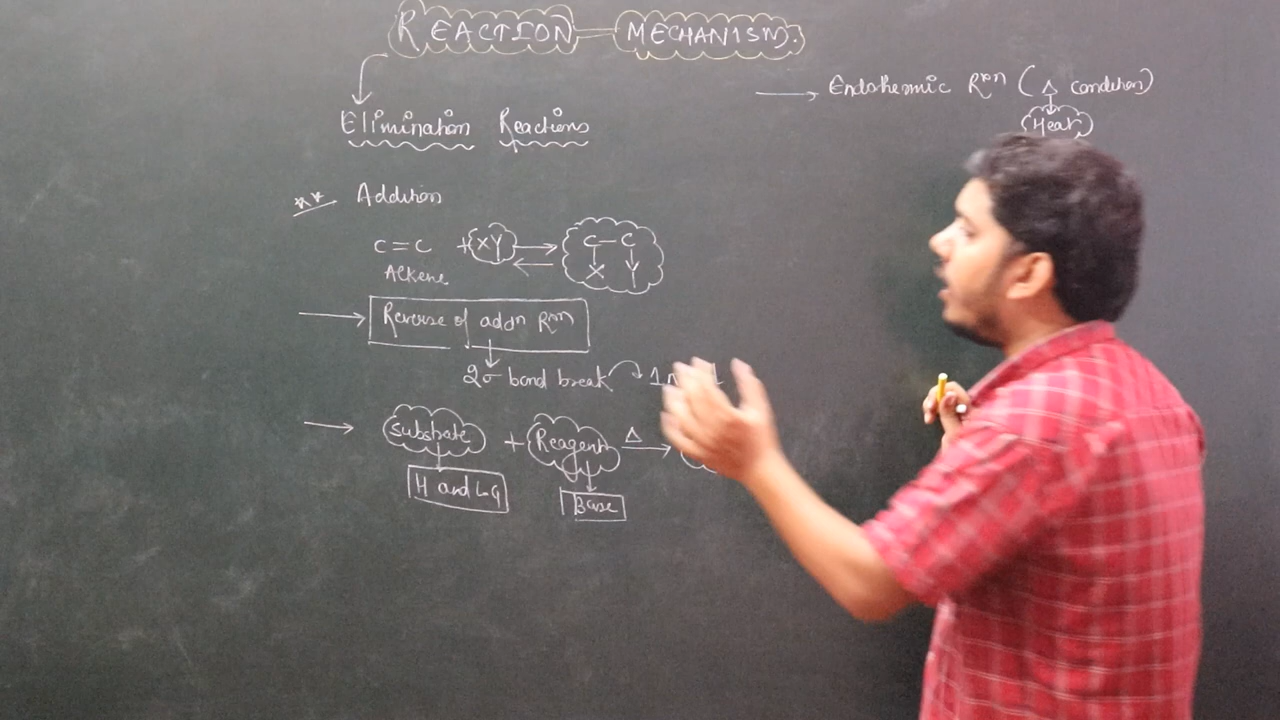 REACTION MECHANISM:
Elimination Reactions
** Addition
C=C + XY ⇌ C-C
X Y
Alkene
→ Reverse of addn Rxn
2σ bond break
→ Substrate + Reagent Δ →
H and LG
Base
→ Endothermic Rxn (Δ condition)
Heat